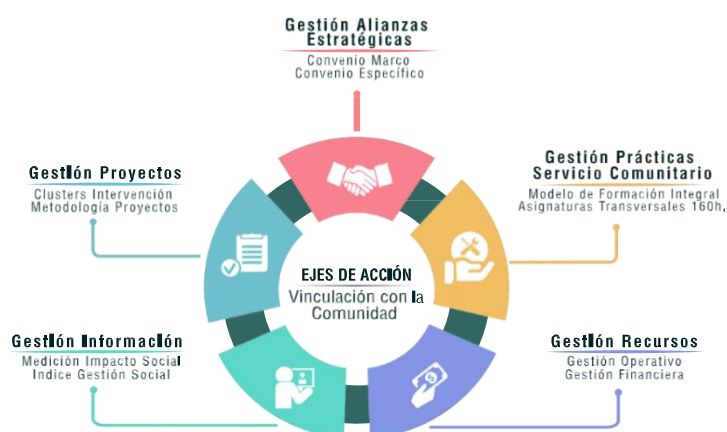 Gestión Alianzas
Estratégicas
Convenio Marco
Convenio Específico
Gestión Proyectos
Clusters Intervención
Metodología Proyectos
Gestión Prácticas
Servicio Comunitario
Modelo de Formación Integral
Asignaturas Transversales 160h.
EJES DE ACCIÓN
Vinculación con la
Comunidad
Gestión Información
Medición Impacto Social
Indice Gestión Social
Gestión Recursos
Gestión Operativo
Gestión Financiera